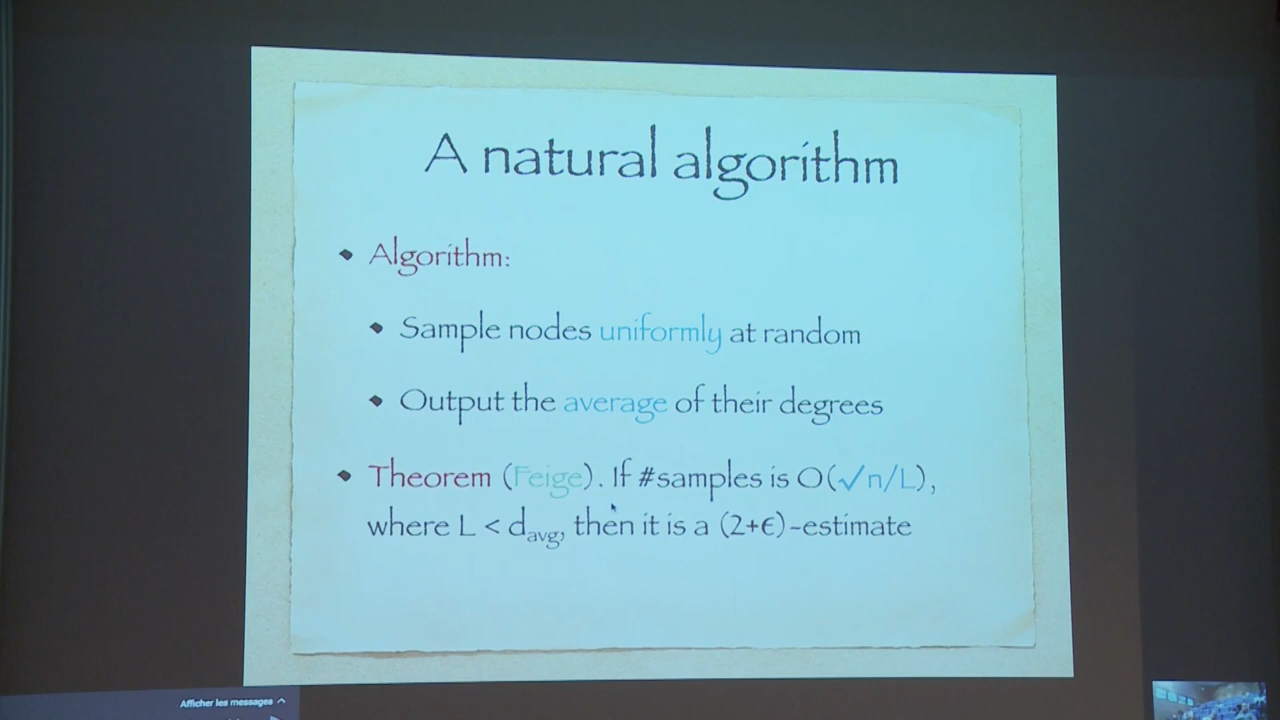 A natural algorithm
• Algorithm:
• Sample nodes uniformly at random
• Output the average of their degrees
• Theorem (Feige). If #samples is O(√n/L),
where L < davg, then it is a (2+ϵ)-estimate
Afficher les messages